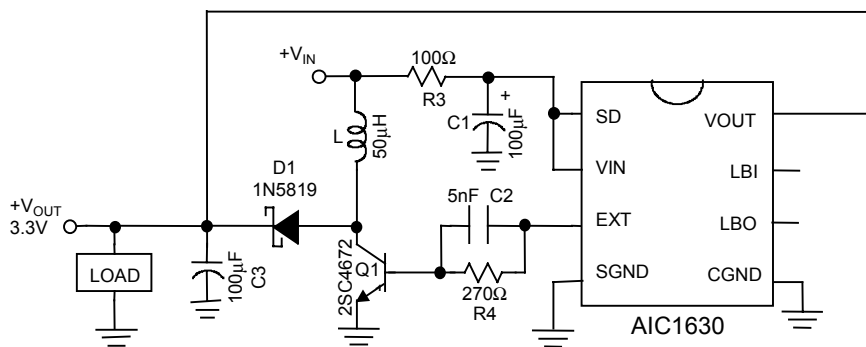 +VIN
100Ω
R3
+
C1
100μF
L
50μH
D1
1N5819
+VOUT
3.3V
LOAD
100μF
C3
2SC4672
Q1
5nF C2
270Ω
R4
SD
VIN
EXT
SGND
VOUT
LBI
LBO
CGND
AIC1630